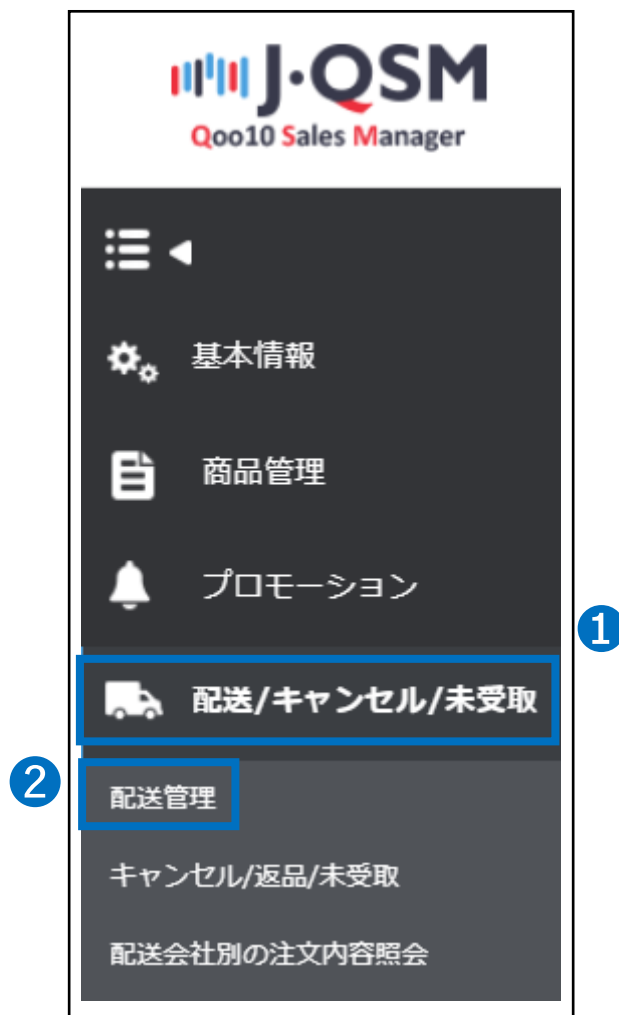 J・QSM
Qoo10 Sales Manager
基本情報
商品管理
プロモーション
1
配送/キャンセル/未受取
2
配送管理
キャンセル/返品/未受取
配送会社別の注文内容照会